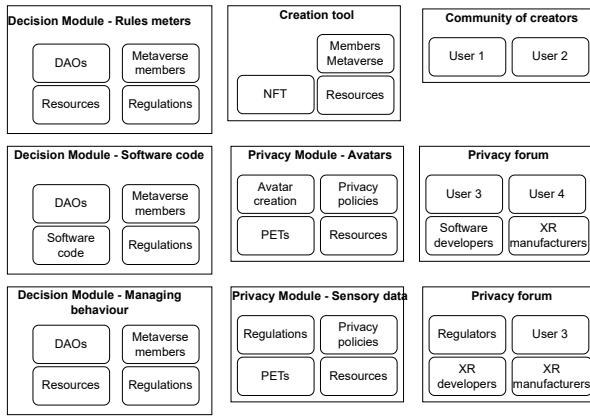 Decision Module - Rules meters
DAOs
Metaverse
members
Resources
Regulations
Creation tool
Members
Metaverse
NFT
Resources
Community of creators
User 1
User 2
Decision Module - Software code
DAOs
Metaverse
members
Software
code
Regulations
Privacy Module - Avatars
Avatar
creation
Privacy
policies
PETs
Resources
Privacy forum
User 3
User 4
Software
developers
XR
manufacturers
Decision Module - Managing
behaviour
DAOs
Metaverse
members
Resources
Regulations
Privacy Module - Sensory data
Regulations
Privacy
policies
PETs
Resources
Privacy forum
Regulators
User 3
XR
developers
XR
manufacturers